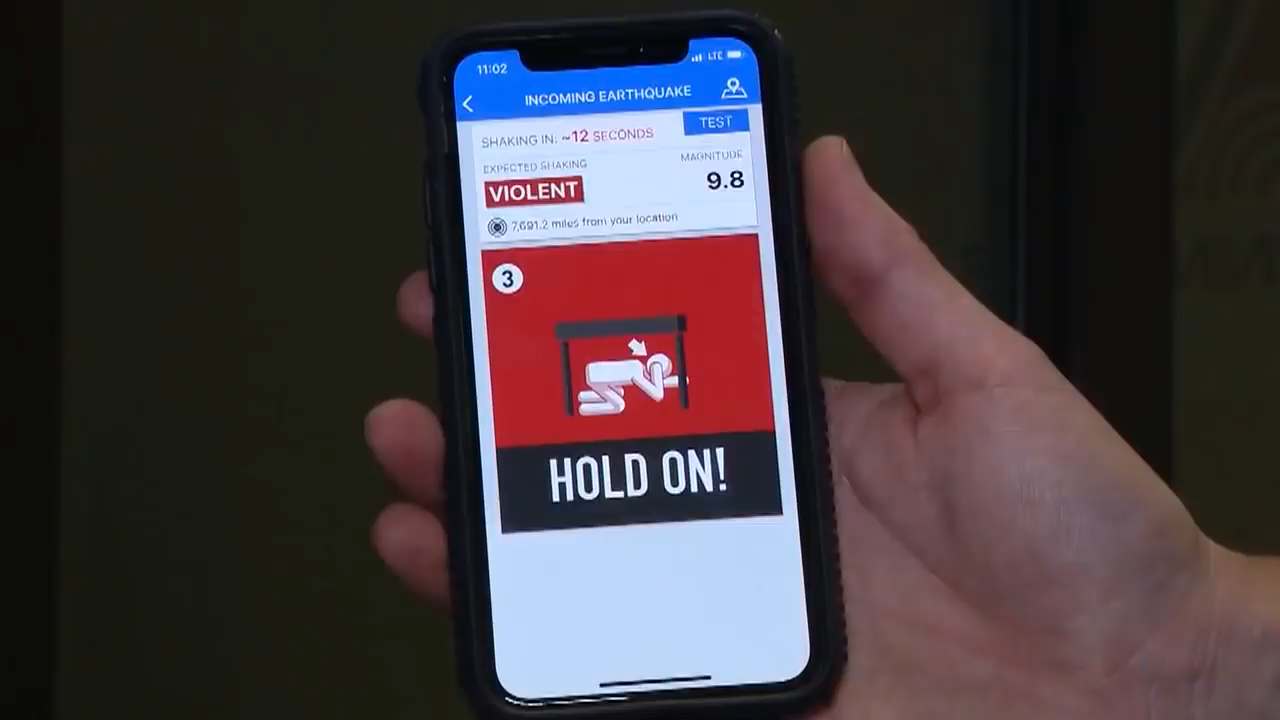 11:02
LTE
INCOMING EARTHQUAKE
SHAKING IN: ~12 SECONDS
TEST
EXPECTED SHAKING
MAGNITUDE
VIOLENT
9.8
7,691.2 miles from your location
3
HOLD ON!